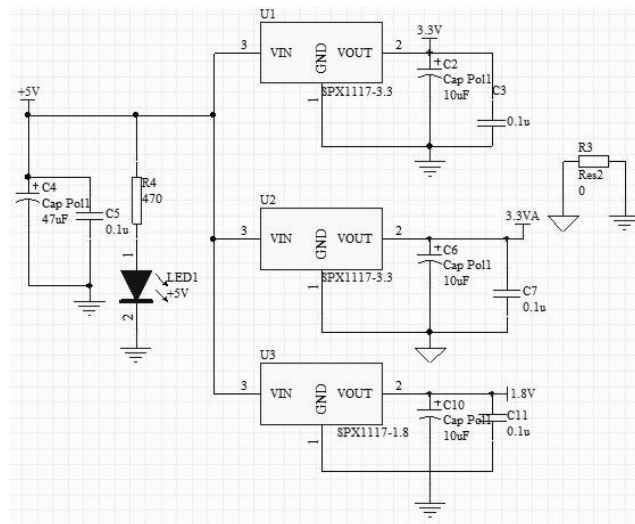 U1
3 VIN VOUT 2 3.3V
GND
1
SPX1117-3.3
C2
Cap Pol1
10uF
C3
0.1u
+5V
C4
Cap Pol1
47uF
C5
0.1u
R4
470
1
LED1
+5V
2
U2
3 VIN VOUT 2 3.3VA
GND
1
SPX1117-3.3
C6
Cap Pol1
10uF
C7
0.1u
R3
Res2
0
U3
3 VIN VOUT 2 1.8V
GND
1
SPX1117-1.8
C10
Cap Pol1
10uF
C11
0.1u